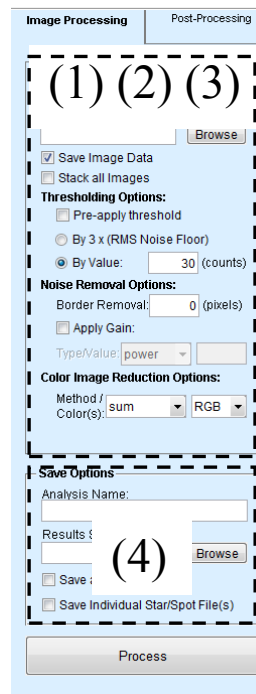 Image Processing Post-Processing
(1) (2) (3)
Browse
Save Image Data
Stack all Images
Thresholding Options:
Pre-apply threshold
By 3 x (RMS Noise Floor)
By Value: 30 (counts)
Noise Removal Options:
Border Removal: 0 (pixels)
Apply Gain:
Type/Value: power
Color Image Reduction Options:
Method /
Color(s): sum RGB
Save Options
Analysis Name:
Results
(4)
Browse
Save
Save Individual Star/Spot File(s)
Process